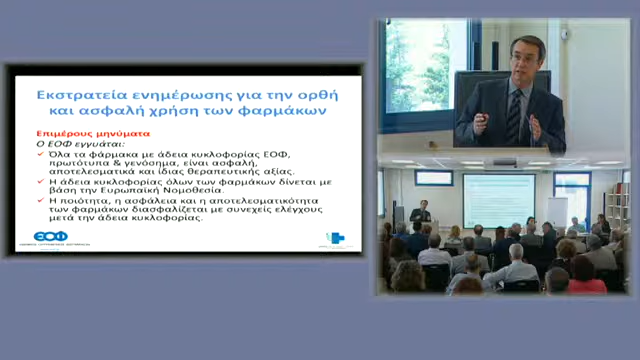 Εκστρατεία ενημέρωσης για την ορθή
και ασφαλή χρήση των φαρμάκων
Επιμέρους μηνύματα
Ο ΕΟΦ εγγυάται:
✓ Όλα τα φάρμακα με άδεια κυκλοφορίας ΕΟΦ,
πρωτότυπα & γενόσημα, είναι ασφαλή,
αποτελεσματικά και ίδιας θεραπευτικής αξίας.
✓ Η άδεια κυκλοφορίας όλων των φαρμάκων δίνεται με
βάση την Ευρωπαϊκή Νομοθεσία.
✓ Η ποιότητα, η ασφάλεια και η αποτελεσματικότητα
των φαρμάκων διασφαλίζεται με συνεχείς ελέγχους
μετά την άδεια κυκλοφορίας.
ΕΟΦ